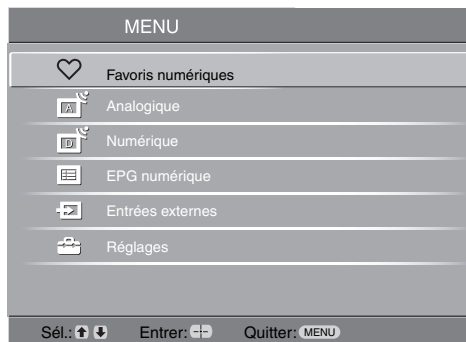 MENU
Favoris numériques
A Analogique
D Numérique
EPG numérique
Entrées externes
Réglages
Sél.: Entrer: Quitter: MENU